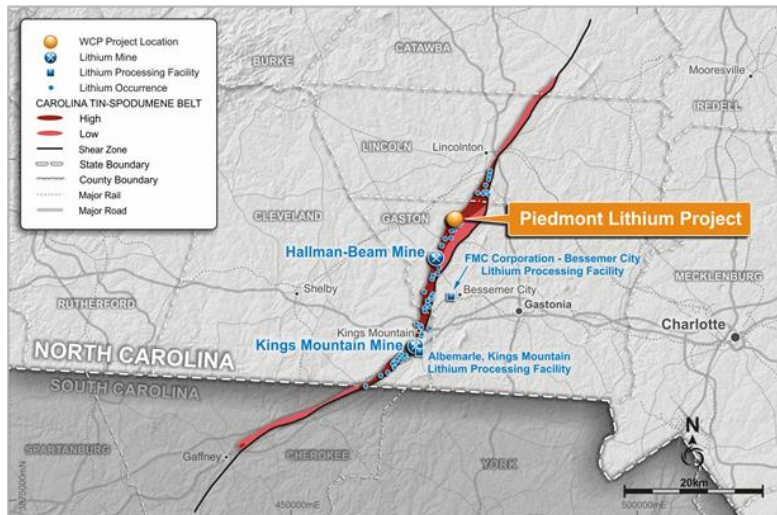 LEGEND
WCP Project Location
Lithium Mine
Lithium Processing Facility
Lithium Occurrence
CAROLINA TIN-SPODUMENE BELT
High
Low
Shear Zone
State Boundary
County Boundary
Major Rail
Major Road
BURKE
CATAWBA
Mooresville
IREDELL
LINCOLN
Lincolnton
CLEVELAND
GASTON
Piedmont Lithium Project
Hallman-Beam Mine
FMC Corporation - Bessemer City
Lithium Processing Facility
MECKLENBURG
Shelby
Bessemer City
RUTHERFORD
Gastonia
Kings Mountain
Charlotte
Kings Mountain Mine
NORTH CAROLINA
Albemarle, Kings Mountain
Lithium Processing Facility
SOUTH CAROLINA
N
SPARTANBURG
Gaffney
CHEROKEE
YORK
20km
3875000mN
450000mE
500000mE